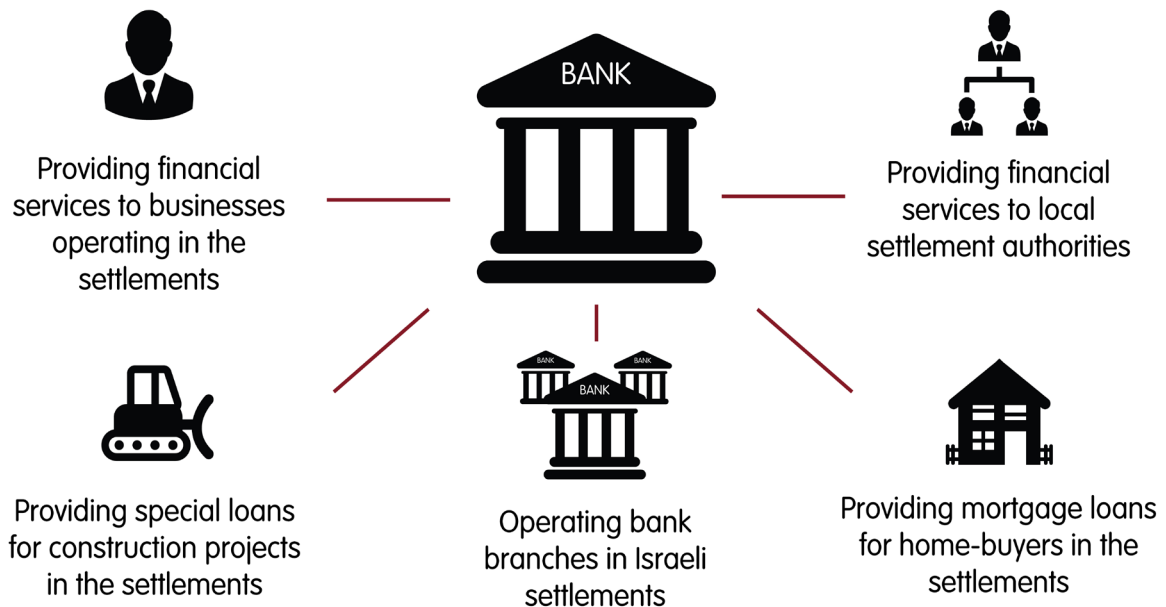 BANK
Providing financial
services to businesses
operating in the
settlements
Providing financial
services to local
settlement authorities
Providing special loans
for construction projects
in the settlements
BANK
BANK
BANK
Operating bank
branches in Israeli
settlements
Providing mortgage loans
for home-buyers in the
settlements